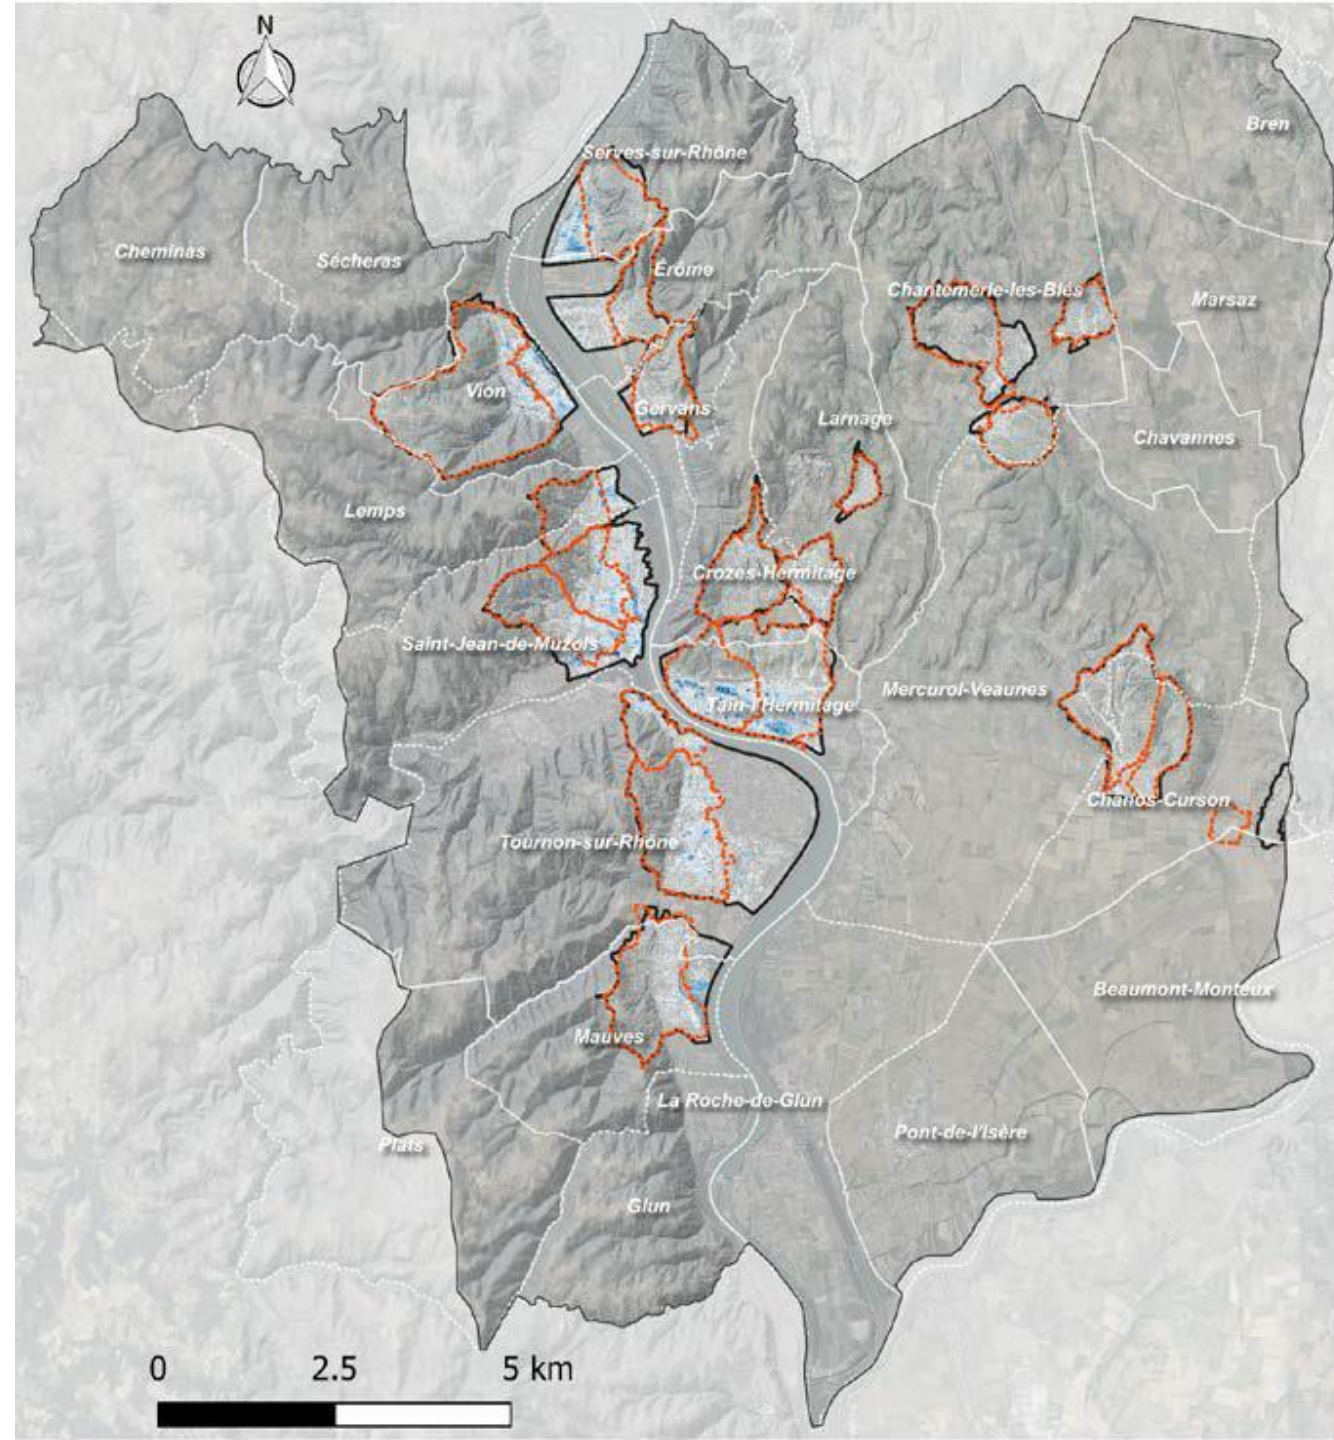 N
Bren
Serves-sur-Rhône
Cheminas
Sécheras
Érôme
Chantemerle-les-Blés
Marsaz
Vion
Gervans
Larnage
Chavannes
Lemps
Crozes-Hermitage
Saint-Jean-de-Muzols
Mercurol-Veaunes
Tain-l'Hermitage
Chanos-Curson
Tournon-sur-Rhône
Beaumont-Monteux
Mauves
La Roche-de-Glun
Pont-de-l'Isère
Plats
Glun
0 2.5 5 km